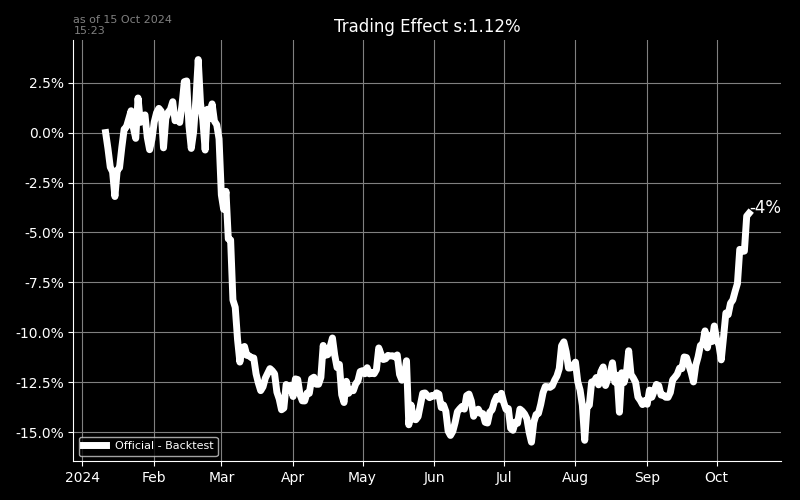 as of 15 Oct 2024
15:23
Trading Effect s:1.12%
2.5%
0.0%
-2.5%
-5.0%
-7.5%
-10.0%
-12.5%
-15.0%
-4%
Official - Backtest
2024 Feb Mar Apr May Jun Jul Aug Sep Oct